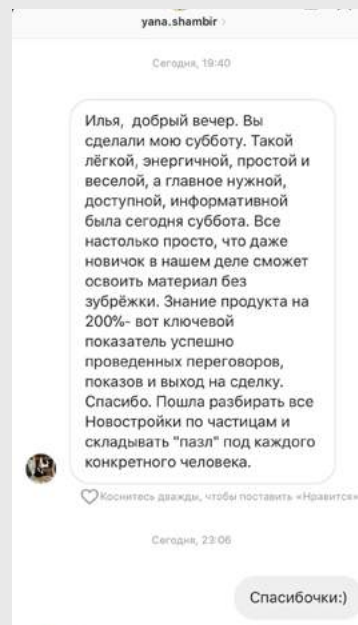 yana.shambir
Сегодня, 19:40
Илья, добрый вечер. Вы
сделали мою субботу. Такой
лёгкой, энергичной, простой и
веселой, а главное нужной,
доступной, информативной
была сегодня суббота. Все
настолько просто, что даже
новичок в нашем деле сможет
освоить материал без
зубрёжки. Знание продукта на
200%- вот ключевой
показатель успешно
проведенных переговоров,
показов и выход на сделку.
Спасибо. Пошла разбирать все
Новостройки по частицам и
складывать "пазл" под каждого
конкретного человека.
Коснитесь дважды, чтобы поставить «Нравится»
Сегодня, 23:06
Спасибочки:)